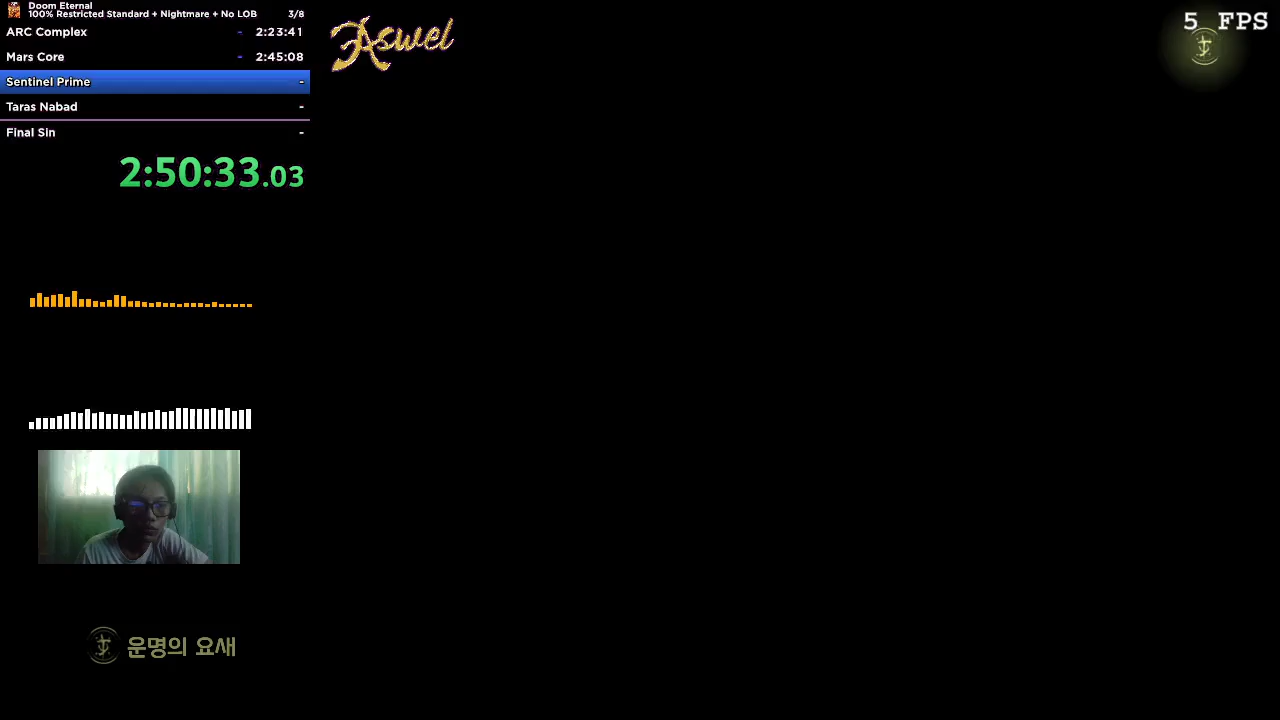 Doom Eternal
100% Restricted Standard + Nightmare + No LOB 3/8
ARC Complex - 2:23:41
Mars Core - 2:45:08
Sentinel Prime -
Taras Nabad -
Final Sin -
2:50:33.03
Aswel
5 FPS
운명의 요새